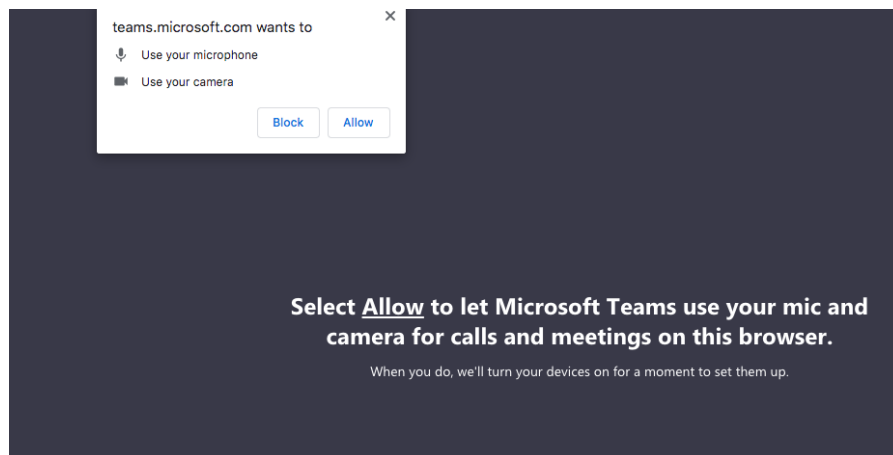 teams.microsoft.com wants to
Use your microphone
Use your camera
Block
Allow
Select Allow to let Microsoft Teams use your mic and
camera for calls and meetings on this browser.
When you do, we'll turn your devices on for a moment to set them up.